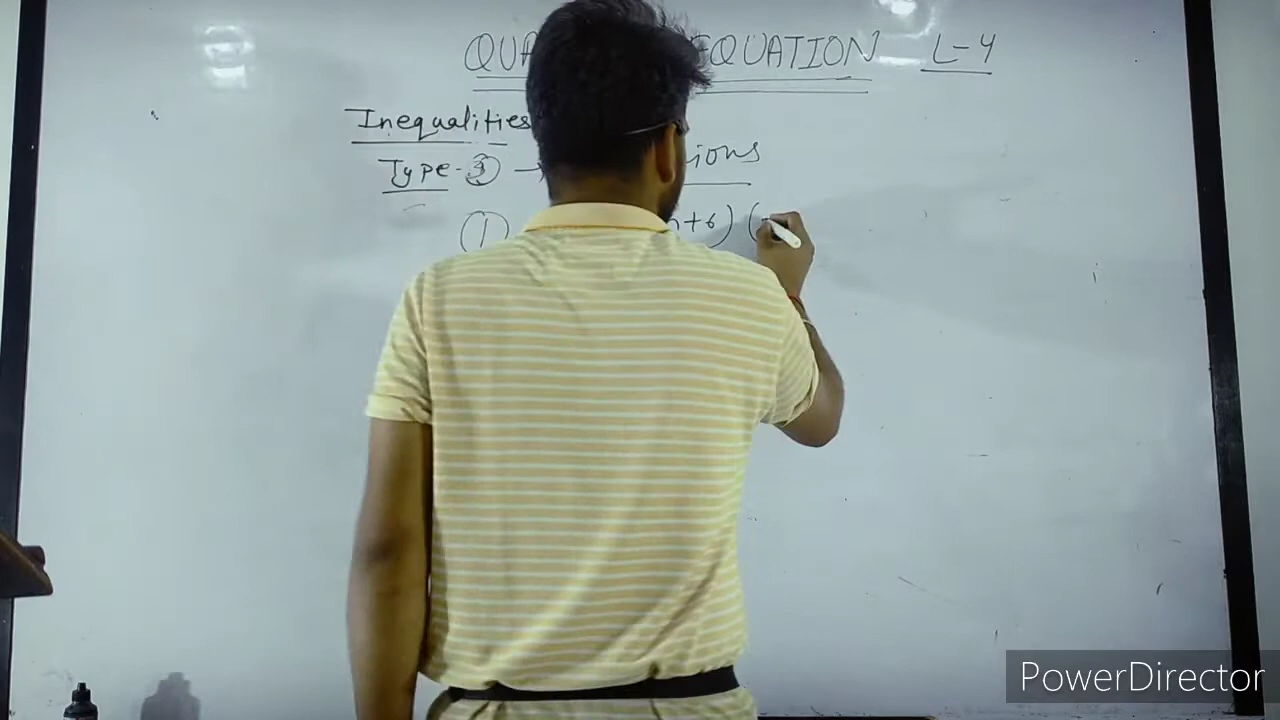 QUA EQUATION L-4
Inequalities
Type-③ → ions
① +6) (
PowerDirector